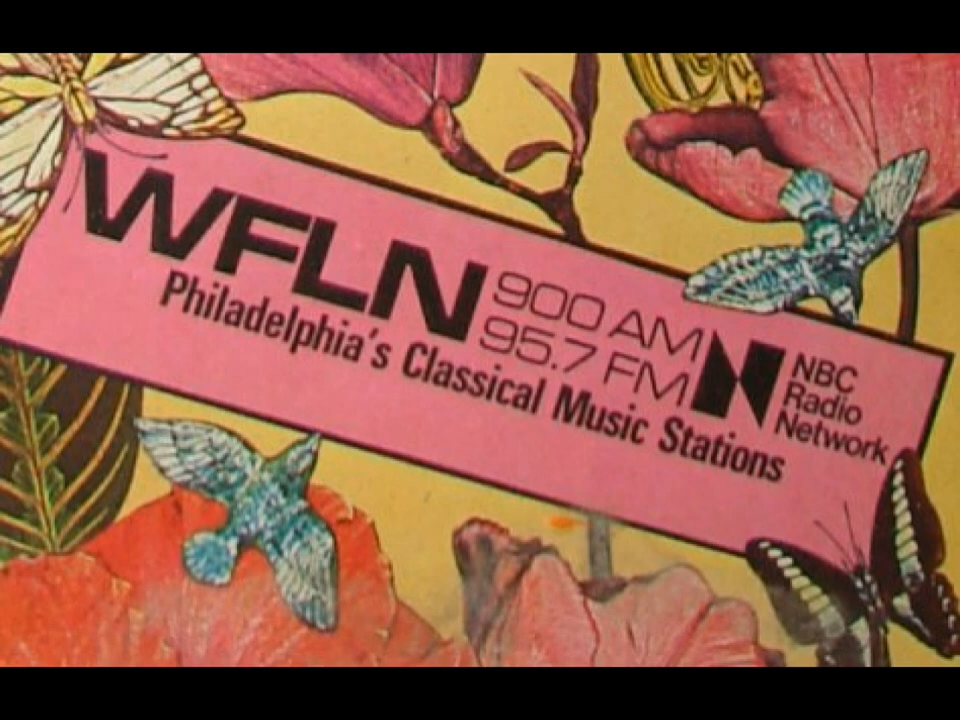 WFLN 900 AM
95.7 FM
Philadelphia's Classical Music Stations
N NBC
Radio
Network